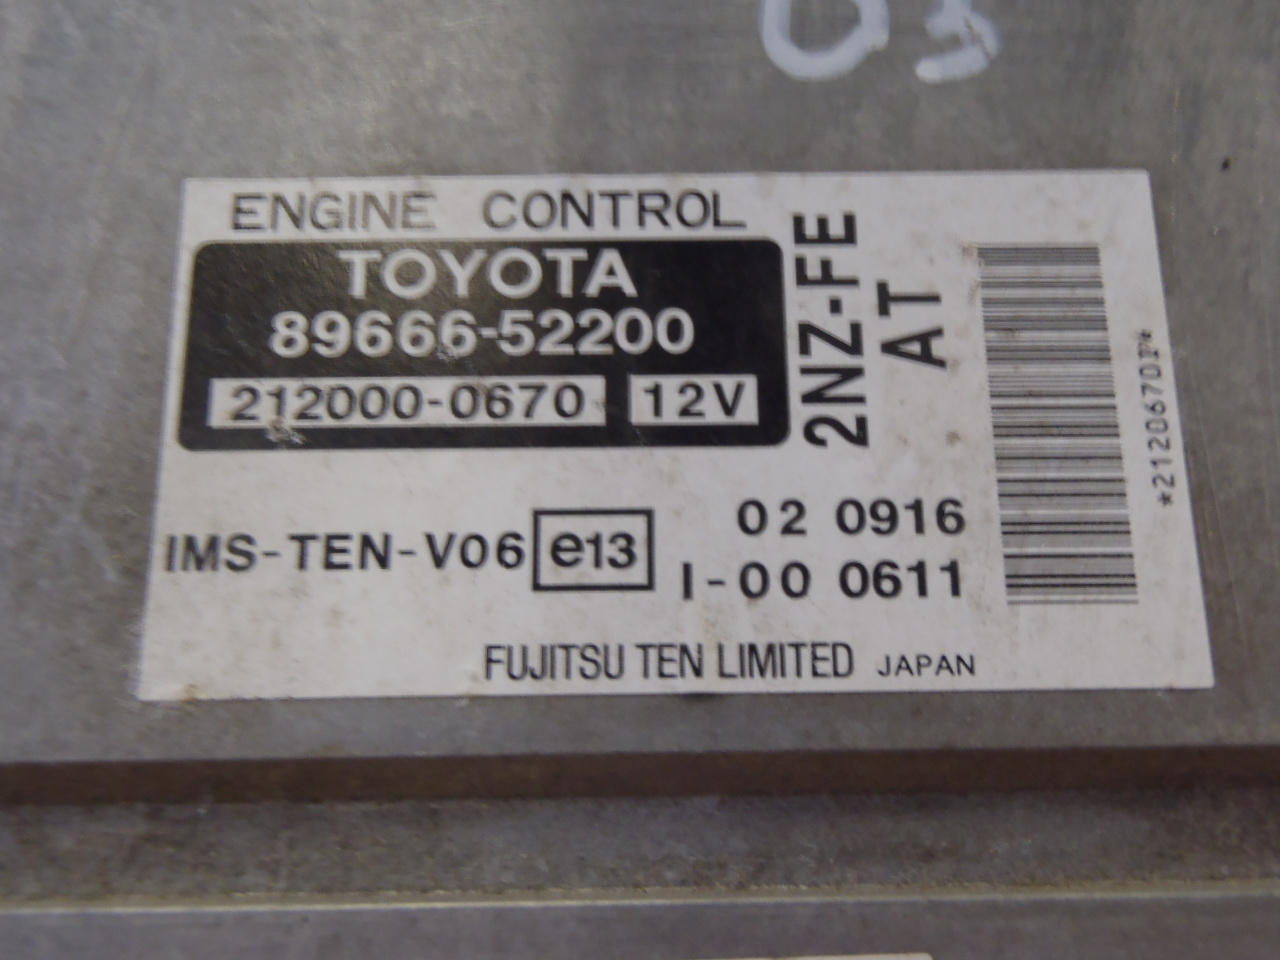 03
ENGINE CONTROL
TOYOTA
89666-52200
212000-0670 12V
2NZ-FE
AT
*21206701P*
IMS-TEN-V06 e13
02 0916
I-00 0611
FUJITSU TEN LIMITED JAPAN